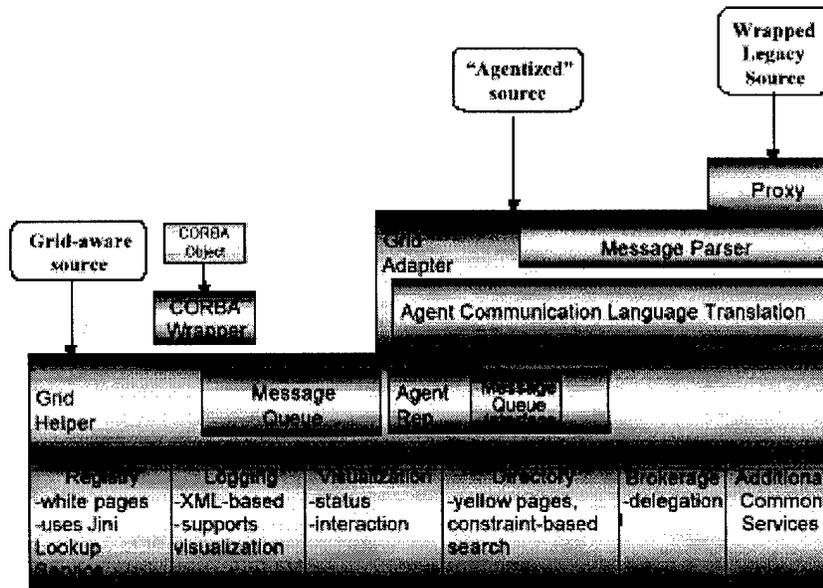 Wrapped
Legacy
Source
"Agentized"
source
Proxy
Grid-aware
source
CORBA
Object
Grid
Adapter
Message Parser
CORBA
Wrapper
Agent Communication Language Translation
Grid
Helper
Message
Queue
Agent
Rep
Message
Queue
Registry
-white pages
-uses Jini
Lookup
Service
Logging
-XML-based
-supports
visualization
Visualization
-status
-interaction
Directory
-yellow pages,
constraint-based
search
Brokerage
-delegation
Additional
Common
Services